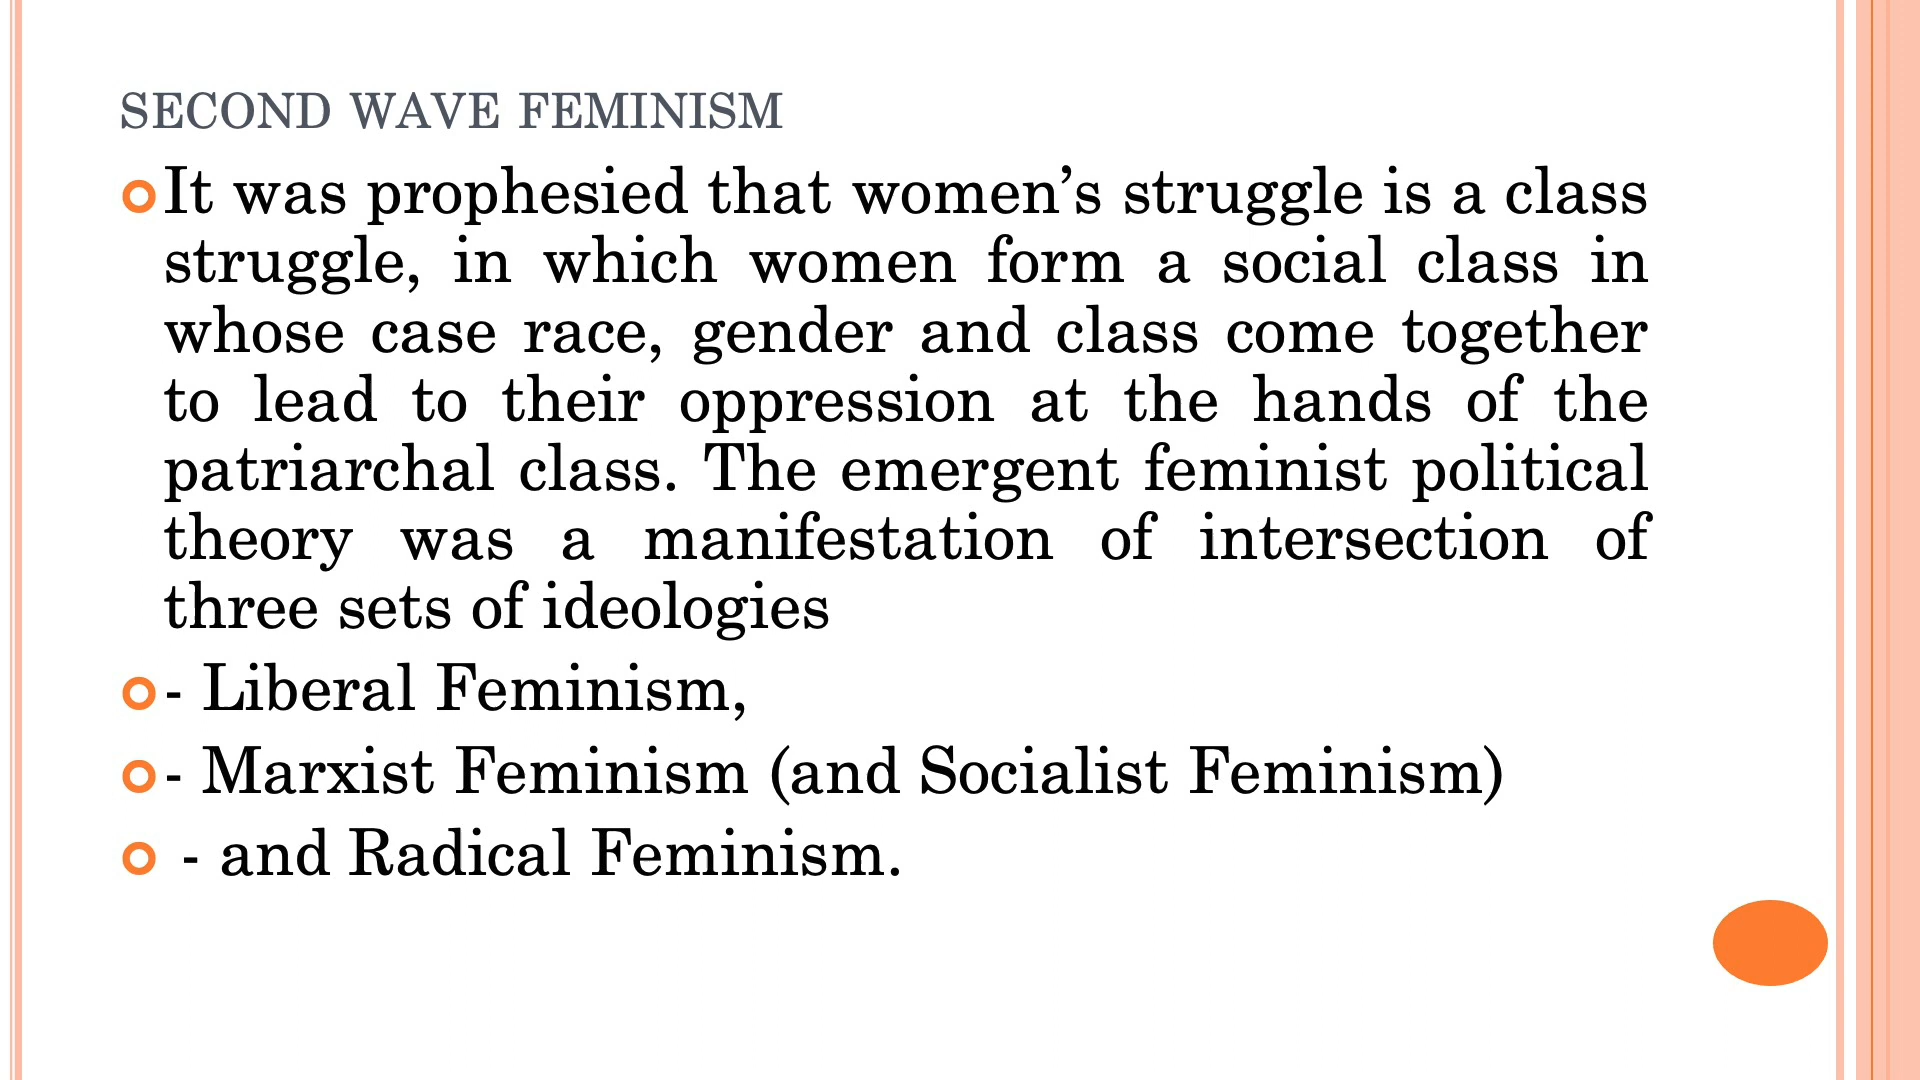 SECOND WAVE FEMINISM
It was prophesied that women’s struggle is a class
struggle, in which women form a social class in
whose case race, gender and class come together
to lead to their oppression at the hands of the
patriarchal class. The emergent feminist political
theory was a manifestation of intersection of
three sets of ideologies
- Liberal Feminism,
- Marxist Feminism (and Socialist Feminism)
- and Radical Feminism.